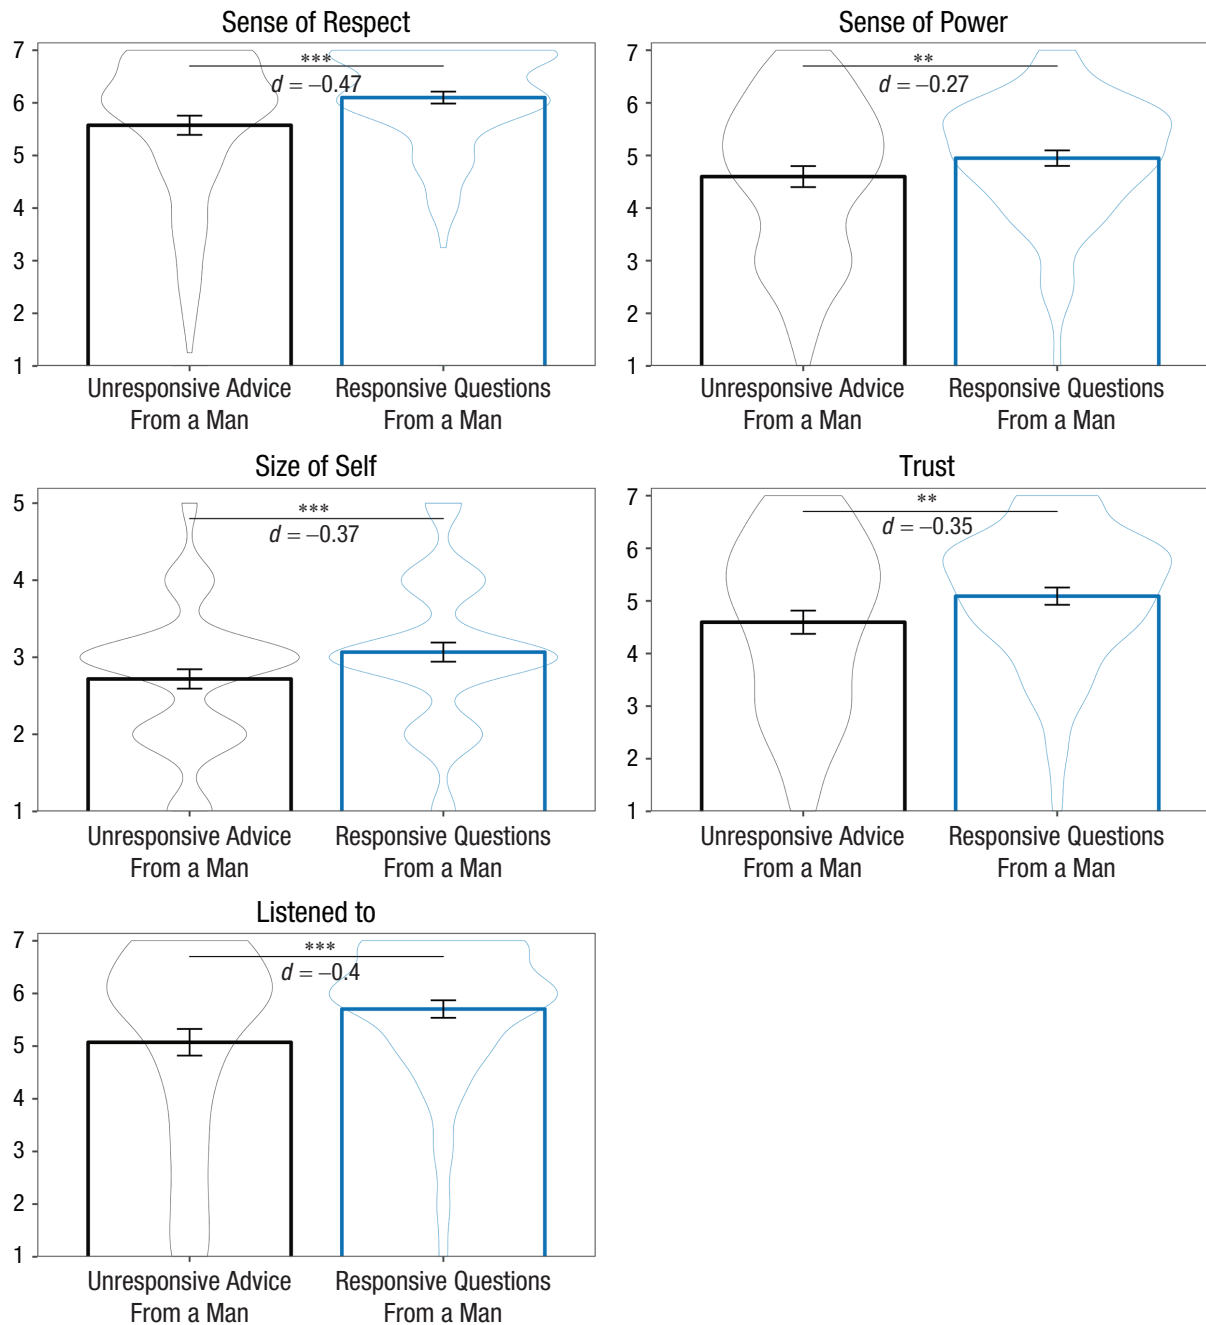 Sense of Respect
7
6
5
4
3
2
1
***
d = −0.47
Unresponsive Advice
From a Man
Responsive Questions
From a Man
Sense of Power
7
6
5
4
3
2
1
**
d = −0.27
Unresponsive Advice
From a Man
Responsive Questions
From a Man
Size of Self
5
4
3
2
1
***
d = −0.37
Unresponsive Advice
From a Man
Responsive Questions
From a Man
Trust
7
6
5
4
3
2
1
**
d = −0.35
Unresponsive Advice
From a Man
Responsive Questions
From a Man
Listened to
7
6
5
4
3
2
1
***
d = −0.4
Unresponsive Advice
From a Man
Responsive Questions
From a Man